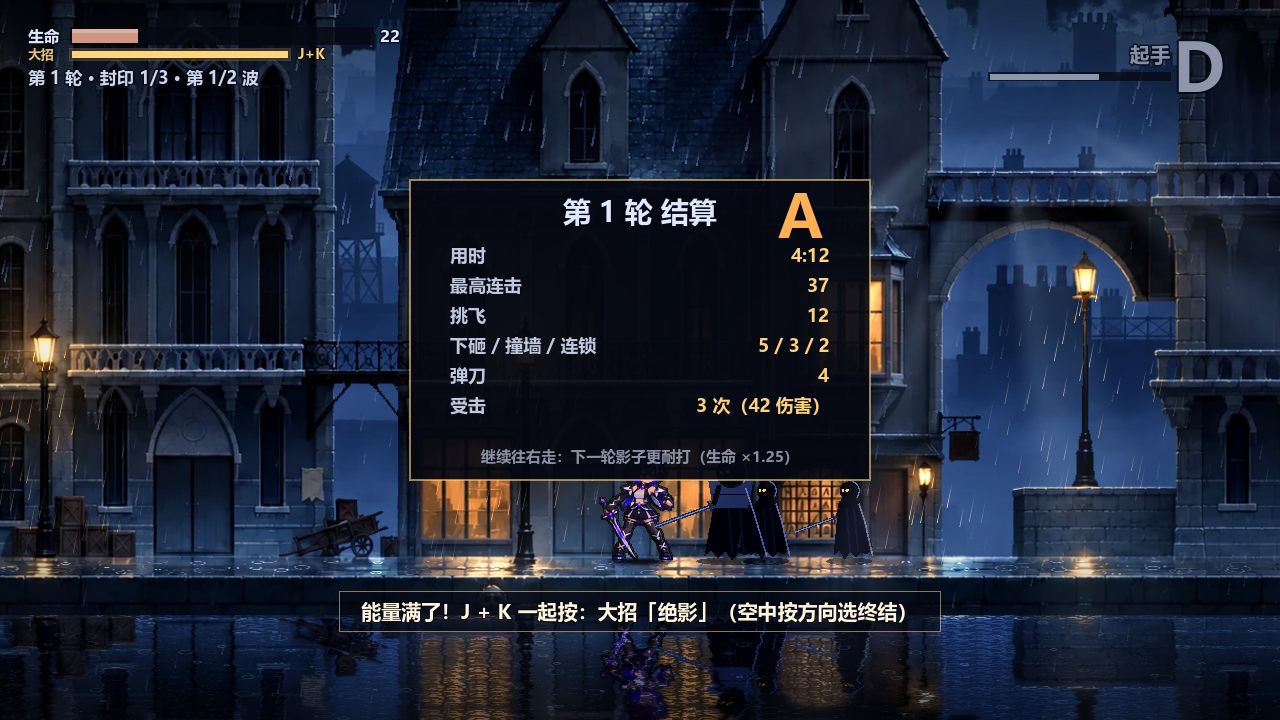 生命 22
大招 J+K
第 1 轮・封印 1/3・第 1/2 波
起手 D
第 1 轮 结算 A
用时 4:12
最高连击 37
挑飞 12
下砸 / 撞墙 / 连锁 5 / 3 / 2
弹刀 4
受击 3 次（42 伤害）
继续往右走：下一轮影子更耐打（生命 ×1.25）
能量满了！J + K 一起按：大招「绝影」（空中按方向选终结）